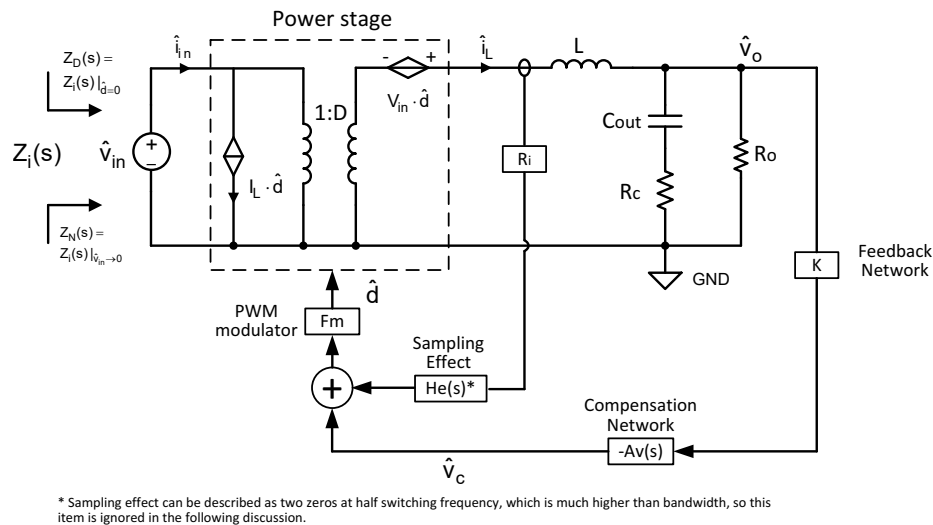 Power stage
Z_D(s) =
Z_i(s)|_{d̂=0}
î_in
- +
î_L
L
v̂_o
1:D
V_in · d̂
Cout
Z_i(s)
v̂_in
+
−
I_L · d̂
Ri
Rc
Ro
Z_N(s) =
Z_i(s)|_{v̂_in→0}
GND
K
Feedback
Network
d̂
PWM
modulator
Fm
Sampling
Effect
+
He(s)*
Compensation
Network
-Av(s)
v̂_c
* Sampling effect can be described as two zeros at half switching frequency, which is much higher than bandwidth, so this
item is ignored in the following discussion.